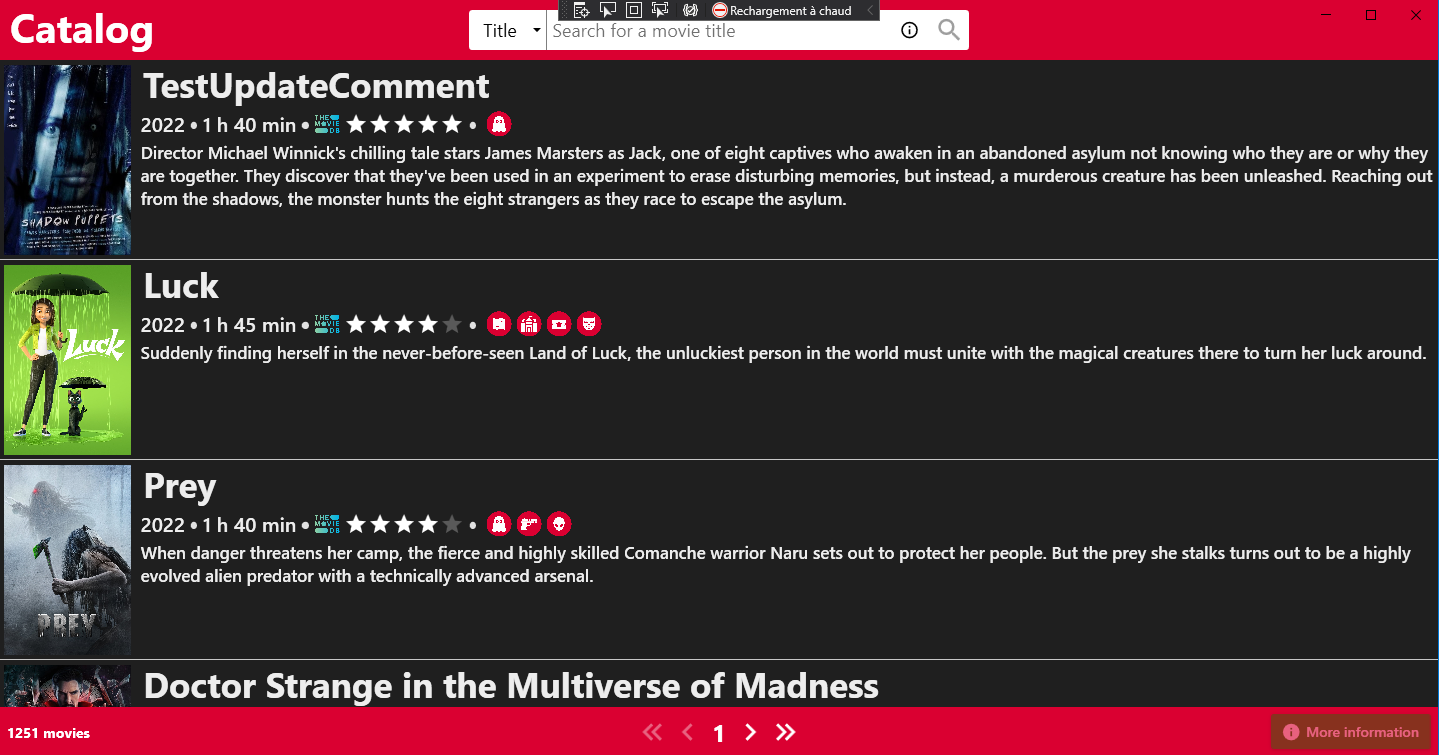 Catalog
Title
Search for a movie title
Rechargement à chaud
TestUpdateComment
2022 • 1 h 40 min • THE MOVIE DB •
Director Michael Winnick's chilling tale stars James Marsters as Jack, one of eight captives who awaken in an abandoned asylum not knowing who they are or why they
are together. They discover that they've been used in an experiment to erase disturbing memories, but instead, a murderous creature has been unleashed. Reaching out
from the shadows, the monster hunts the eight strangers as they race to escape the asylum.
SHADOW PUPPETS
Luck
2022 • 1 h 45 min • THE MOVIE DB •
Suddenly finding herself in the never-before-seen Land of Luck, the unluckiest person in the world must unite with the magical creatures there to turn her luck around.
Luck
Prey
2022 • 1 h 40 min • THE MOVIE DB •
When danger threatens her camp, the fierce and highly skilled Comanche warrior Naru sets out to protect her people. But the prey she stalks turns out to be a highly
evolved alien predator with a technically advanced arsenal.
PREY
Doctor Strange in the Multiverse of Madness
1251 movies
1
More information